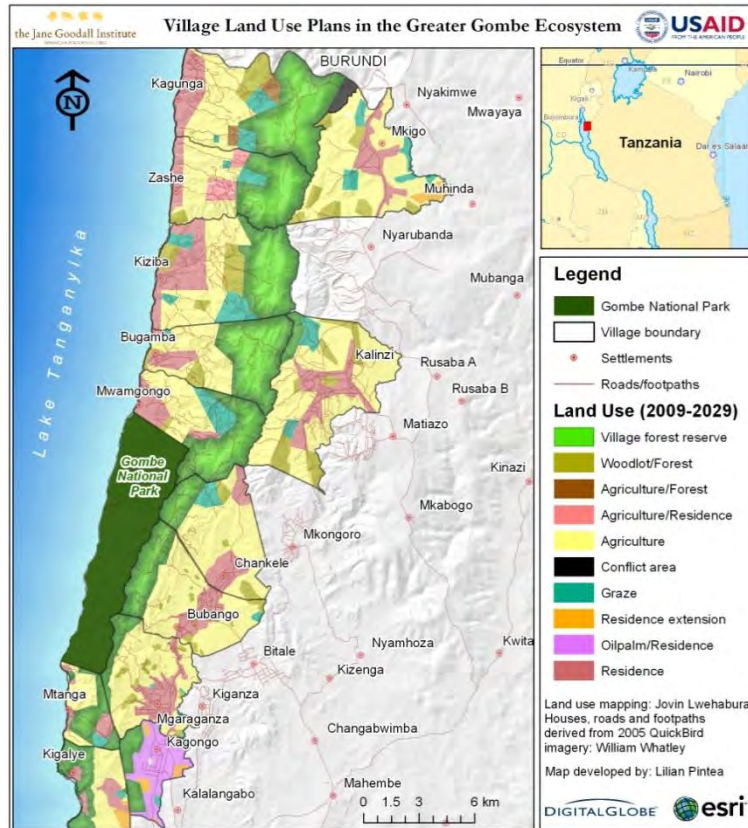 the Jane Goodall Institute
WWW.JANEGOODALL.ORG
Village Land Use Plans in the Greater Gombe Ecosystem
USAID
FROM THE AMERICAN PEOPLE
BURUNDI
N
Kagunga
Nyakimwe
Mwayaya
Mkigo
Zashe
Muhinda
Nyarubanda
Kiziba
Mubanga
Bugamba
Kalinzi
Rusaba A
Rusaba B
Mwamgongo
Matiazo
Lake Tanganyika
Gombe
National
Park
Kinazi
Mkabogo
Mkongoro
Chankele
Bubango
Nyamhoza
Kwita
Bitale
Kizenga
Mtanga
Kiganza
Mgaraganza
Changabwimba
Kigalye
Kagongo
Mahembe
Kalalangabo
0 1.5 3 6 km
Equator
Kampala
Nairobi
Kigali
Bujumbura
Tanzania
Dar es Salaam
Legend
Gombe National Park
Village boundary
Settlements
Roads/footpaths
Land Use (2009-2029)
Village forest reserve
Woodlot/Forest
Agriculture/Forest
Agriculture/Residence
Agriculture
Conflict area
Graze
Residence extension
Oilpalm/Residence
Residence
Land use mapping: Jovin Lwehabura
Houses, roads and footpaths
derived from 2005 QuickBird
imagery: William Whatley
Map developed by: Lilian Pintea
DIGITALGLOBE
esri